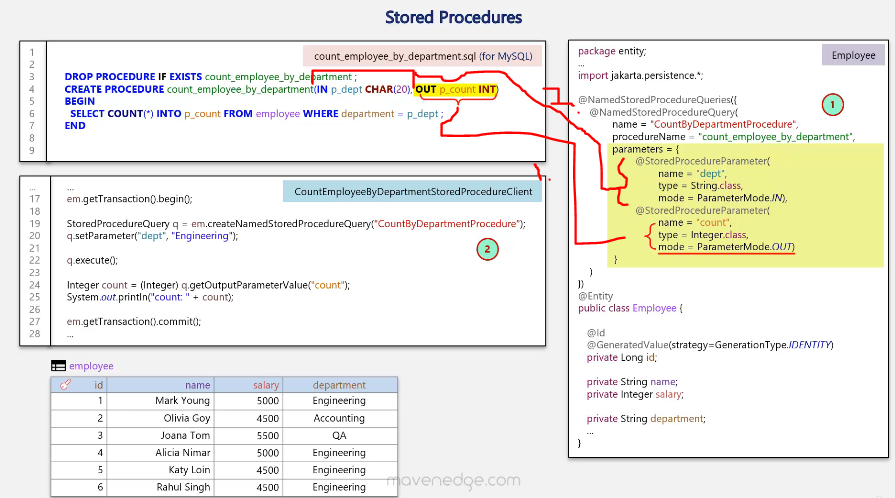 Stored Procedures
count_employee_by_department.sql (for MySQL)
1
2
3 DROP PROCEDURE IF EXISTS count_employee_by_department ;
4 CREATE PROCEDURE count_employee_by_department(IN p_dept CHAR(20), OUT p_count INT)
5 BEGIN
6 SELECT COUNT(*) INTO p_count FROM employee WHERE department = p_dept ;
7 END
8
9
CountEmployeeByDepartmentStoredProcedureClient
... ...
17 em.getTransaction().begin();
18
19 StoredProcedureQuery q = em.createNamedStoredProcedureQuery("CountByDepartmentProcedure");
20 q.setParameter("dept", "Engineering");
21
22 q.execute();
23
24 Integer count = (Integer) q.getOutputParameterValue("count");
25 System.out.println("count: " + count);
26
27 em.getTransaction().commit();
28 ...
2
employee
id name salary department
1 Mark Young 5000 Engineering
2 Olivia Goy 4500 Accounting
3 Joana Tom 5500 QA
4 Alicia Nimar 5000 Engineering
5 Katy Loin 4500 Engineering
6 Rahul Singh 4500 Engineering
mavenedge.com
Employee
package entity;
...
import jakarta.persistence.*;
1
@NamedStoredProcedureQueries({
@NamedStoredProcedureQuery(
name = "CountByDepartmentProcedure",
procedureName = "count_employee_by_department",
parameters = {
@StoredProcedureParameter(
name = "dept",
type = String.class,
mode = ParameterMode.IN),
@StoredProcedureParameter(
name = "count",
type = Integer.class,
mode = ParameterMode.OUT)
}
)
})
@Entity
public class Employee {
@Id
@GeneratedValue(strategy=GenerationType.IDENTITY)
private Long id;
private String name;
private Integer salary;
private String department;
...
}